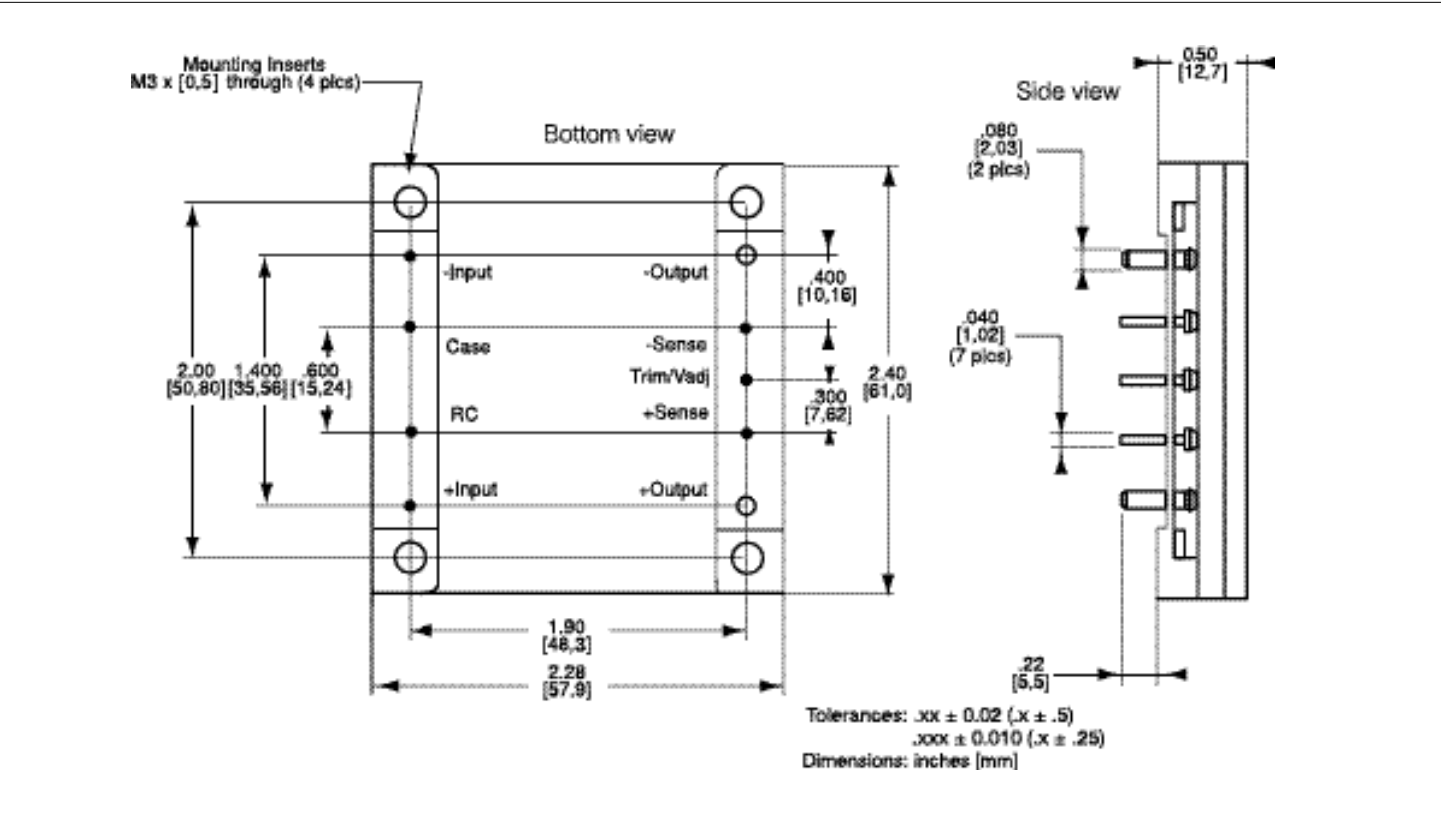 Mounting Inserts
M3 x [0,5] through (4 plcs)
Bottom view
Side view
0.50
[12,7]
.080
[2,03]
(2 plcs)
-Input
-Output
.400
[10,16]
.040
[1,02]
(7 plcs)
Case
-Sense
2.00
[50,80]
1.400
[35,56]
.600
[15,24]
Trim/Vadj
2.40
[61,0]
.300
[7,62]
RC
+Sense
+Input
+Output
1.90
[48,3]
2.28
[57,9]
.22
[5,5]
Tolerances: .xx ± 0.02 (.x ± .5)
.xxx ± 0.010 (.x ± .25)
Dimensions: inches [mm]